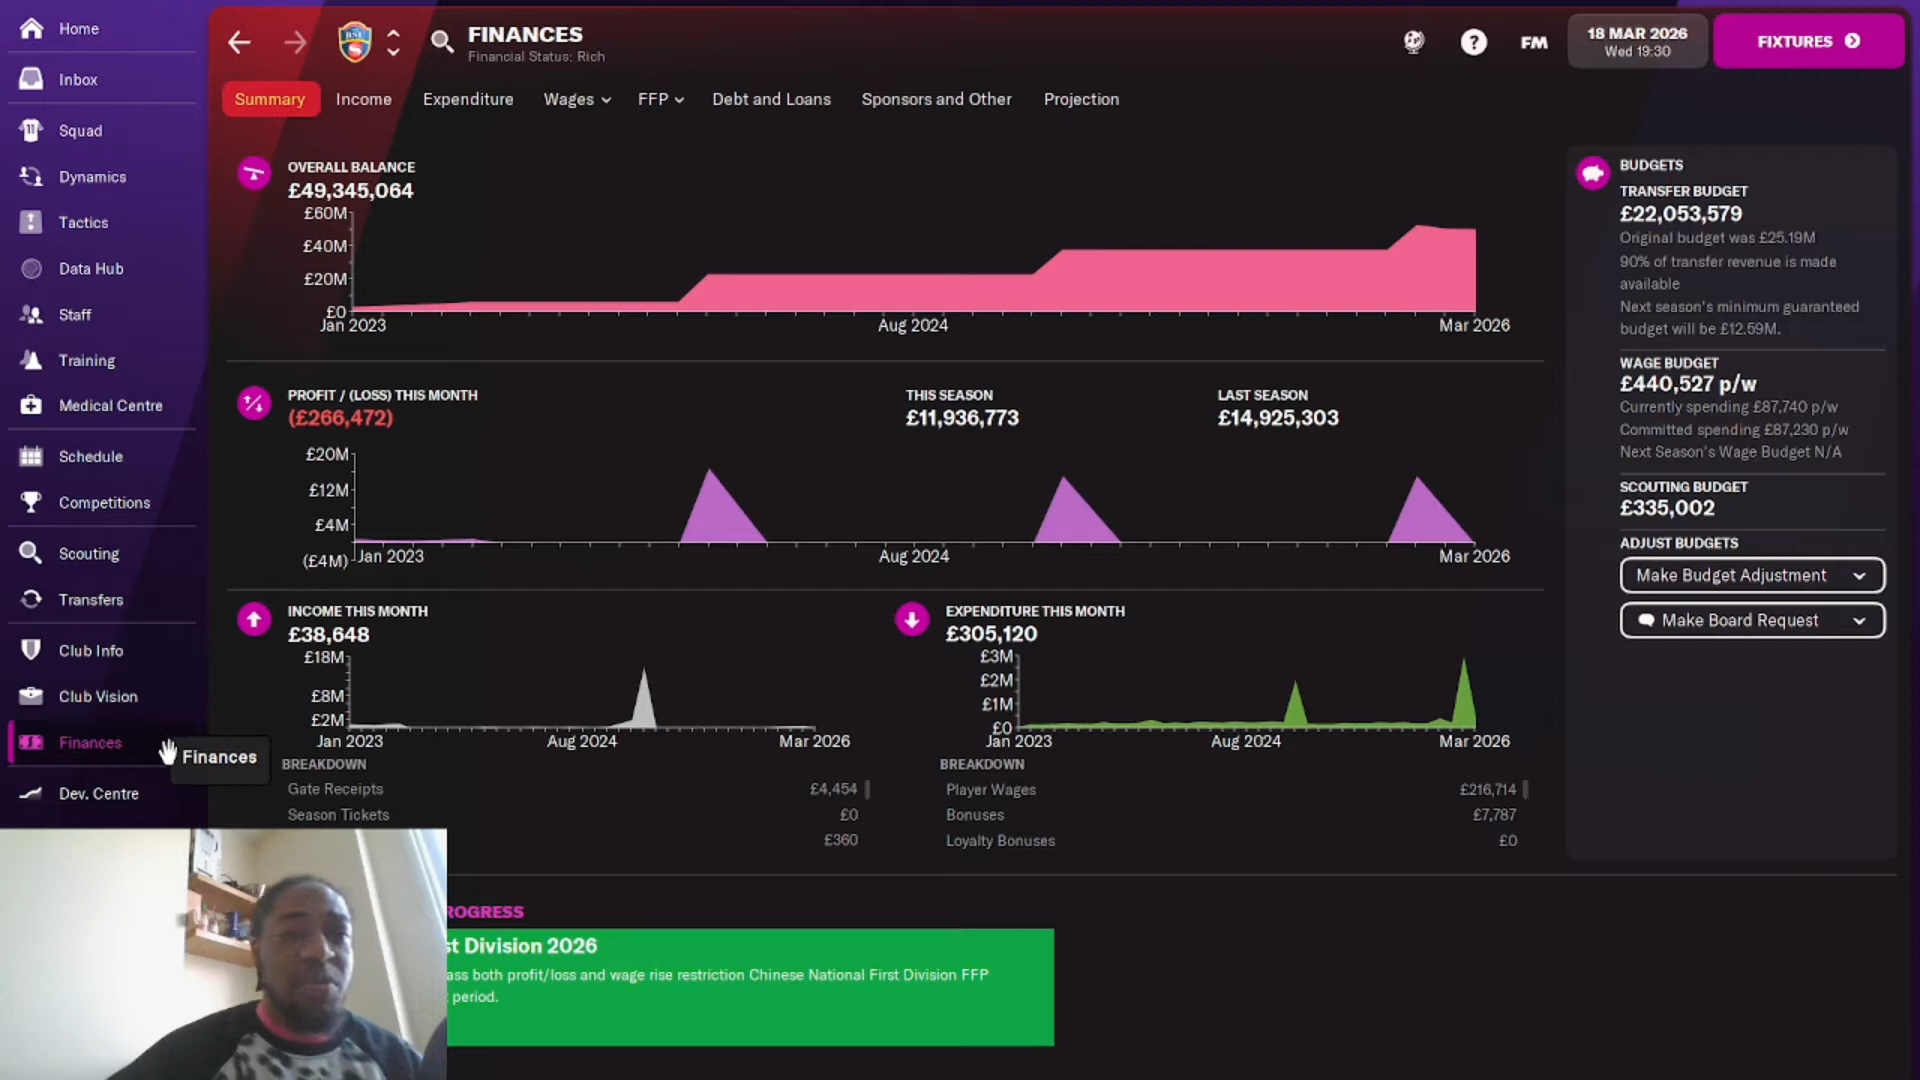 Home
Inbox
Squad
Dynamics
Tactics
Data Hub
Staff
Training
Medical Centre
Schedule
Competitions
Scouting
Transfers
Club Info
Club Vision
Finances
Finances
Dev. Centre
FINANCES
Financial Status: Rich
?
FM
18 MAR 2026
Wed 19:30
FIXTURES
Summary
Income
Expenditure
Wages
FFP
Debt and Loans
Sponsors and Other
Projection
OVERALL BALANCE
£49,345,064
£60M
£40M
£20M
£0
Jan 2023
Aug 2024
Mar 2026
PROFIT / (LOSS) THIS MONTH
(£266,472)
THIS SEASON
£11,936,773
LAST SEASON
£14,925,303
£20M
£12M
£4M
(£4M)
Jan 2023
Aug 2024
Mar 2026
INCOME THIS MONTH
£38,648
£18M
£8M
£2M
Jan 2023
Aug 2024
Mar 2026
BREAKDOWN
Gate Receipts £4,454
Season Tickets £0
£360
EXPENDITURE THIS MONTH
£305,120
£3M
£2M
£1M
£0
Jan 2023
Aug 2024
Mar 2026
BREAKDOWN
Player Wages £216,714
Bonuses £7,787
Loyalty Bonuses £0
BUDGETS
TRANSFER BUDGET
£22,053,579
Original budget was £25.19M
90% of transfer revenue is made
available
Next season's minimum guaranteed
budget will be £12.59M.
WAGE BUDGET
£440,527 p/w
Currently spending £87,740 p/w
Committed spending £87,230 p/w
Next Season's Wage Budget N/A
SCOUTING BUDGET
£335,002
ADJUST BUDGETS
Make Budget Adjustment
Make Board Request
ROGRESS
st Division 2026
ass both profit/loss and wage rise restriction Chinese National First Division FFP
period.